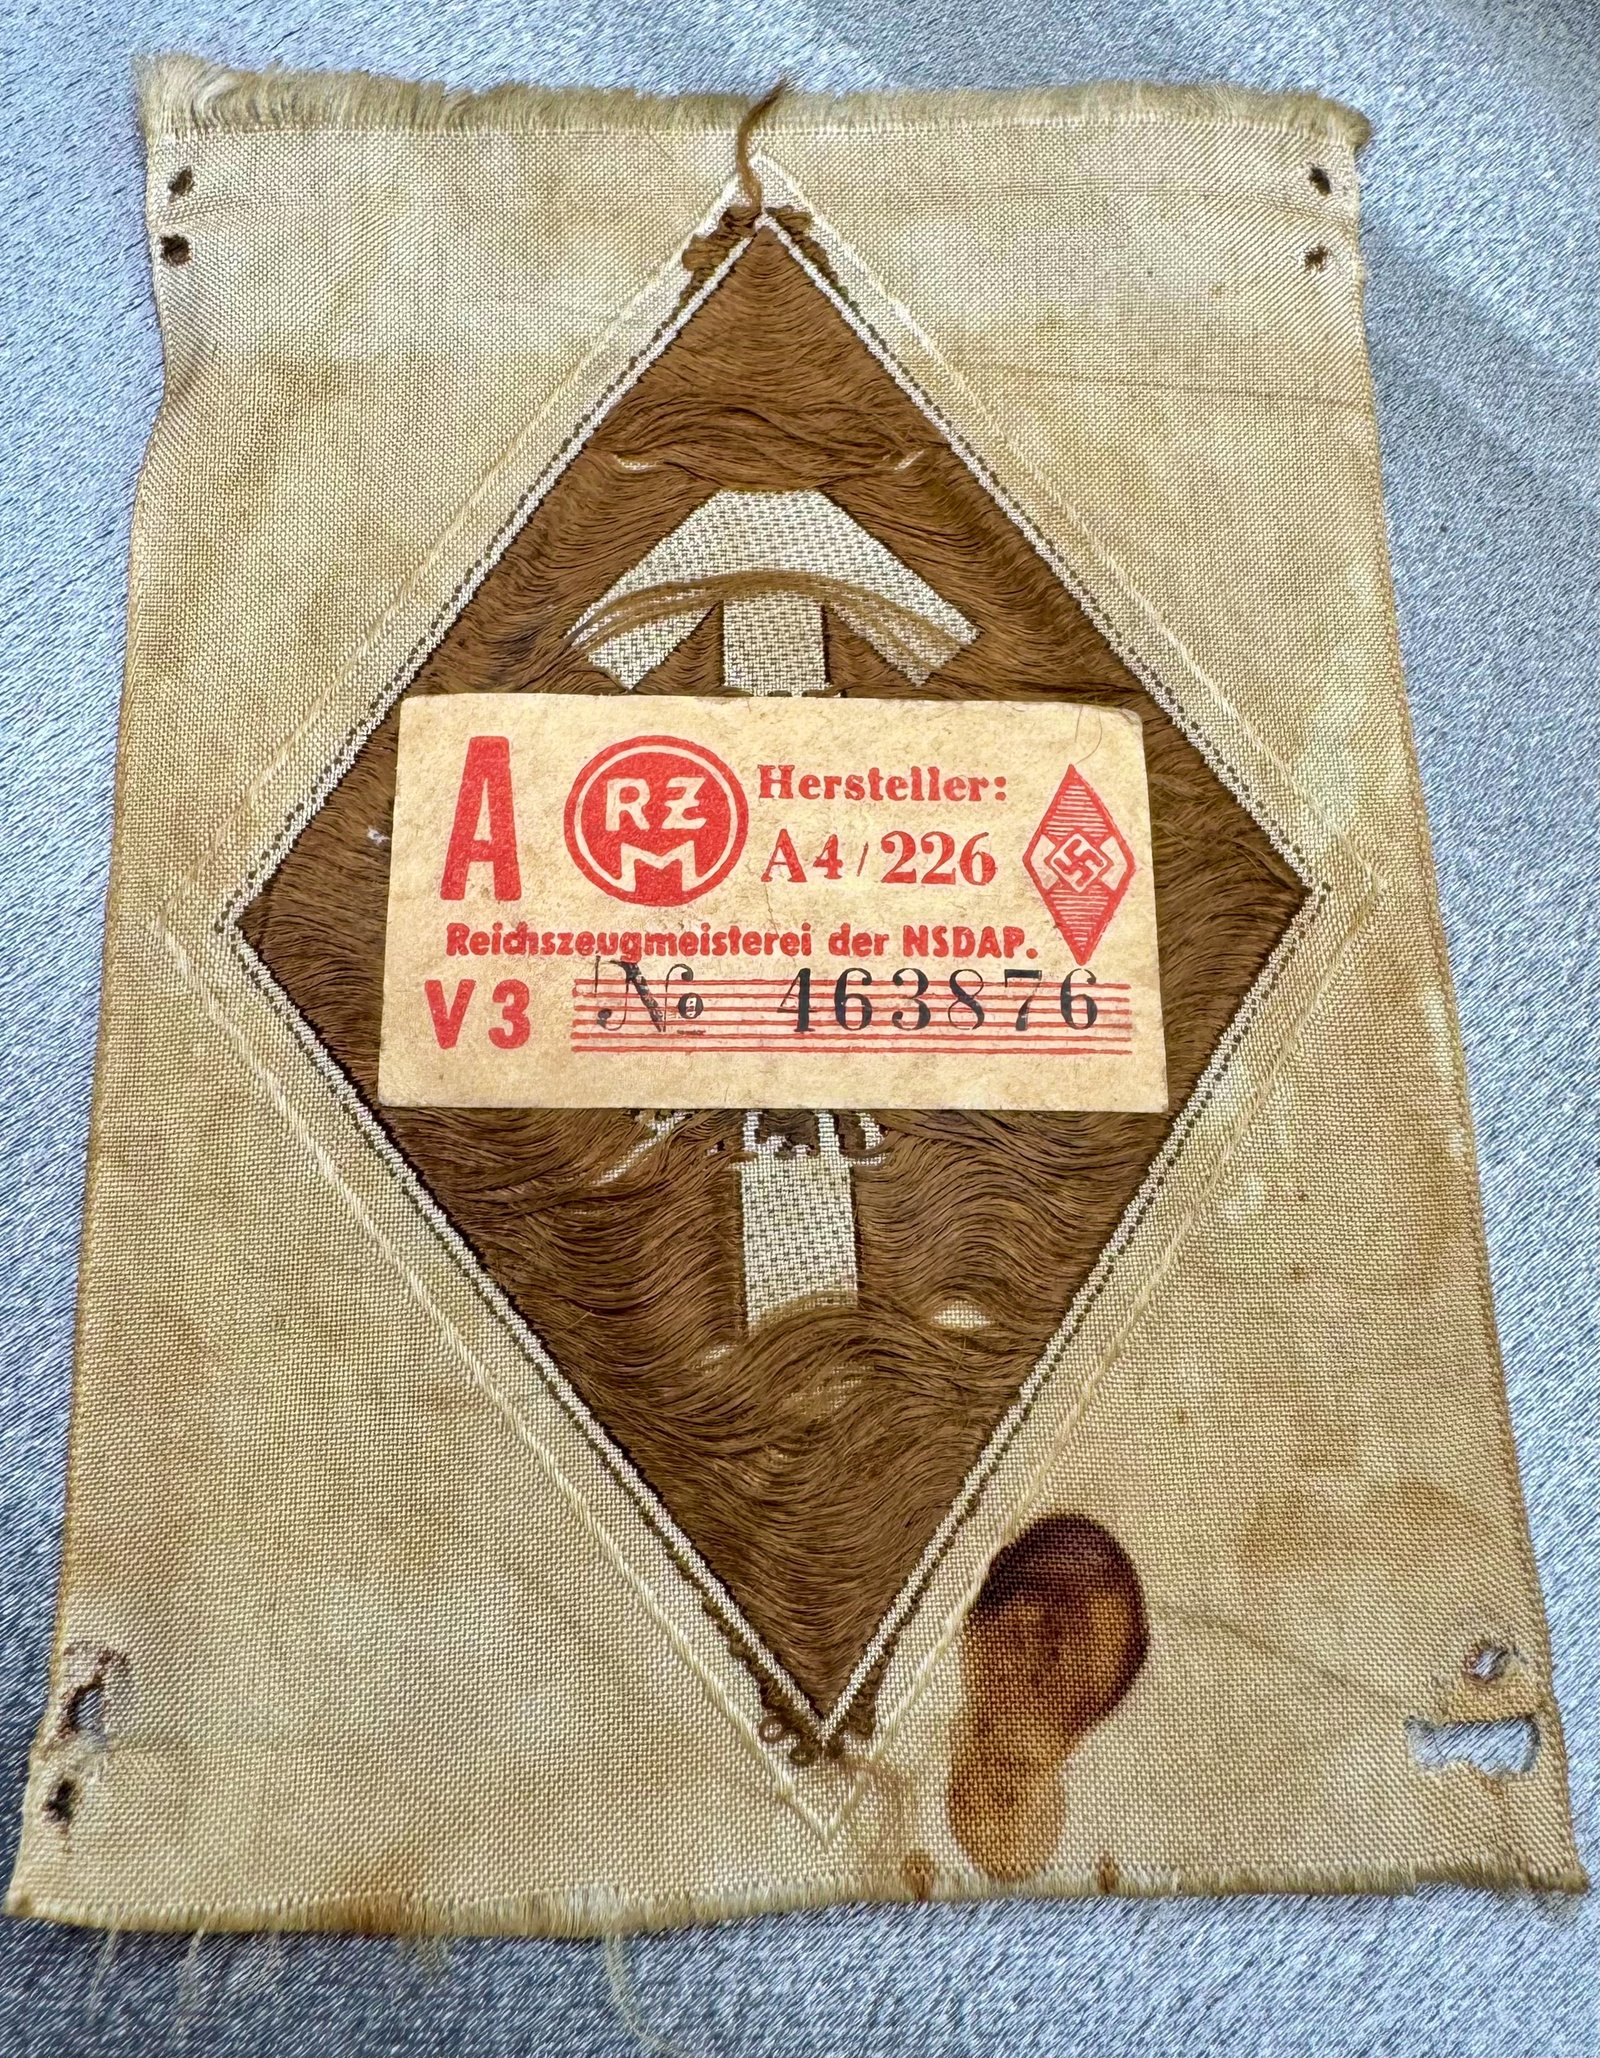 A RZM Hersteller:
A4/226
Reichszeugmeisterei der NSDAP.
V3 No 463876